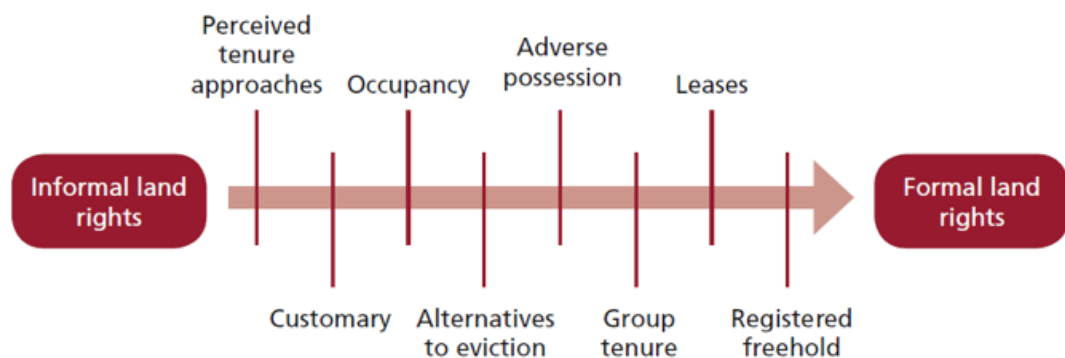 Perceived
tenure
approaches
Occupancy
Adverse
possession
Leases
Informal land
rights
Formal land
rights
Customary
Alternatives
to eviction
Group
tenure
Registered
freehold